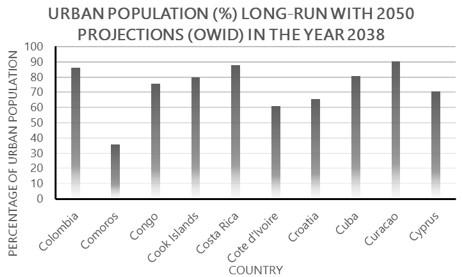 URBAN POPULATION (%) LONG-RUN WITH 2050
PROJECTIONS (OWID) IN THE YEAR 2038
PERCENTAGE OF URBAN POPULATION
100
90
80
70
60
50
40
30
20
10
0
Colombia
Comoros
Congo
Cook Islands
Costa Rica
Cote d'Ivoire
Croatia
Cuba
Curacao
Cyprus
COUNTRY